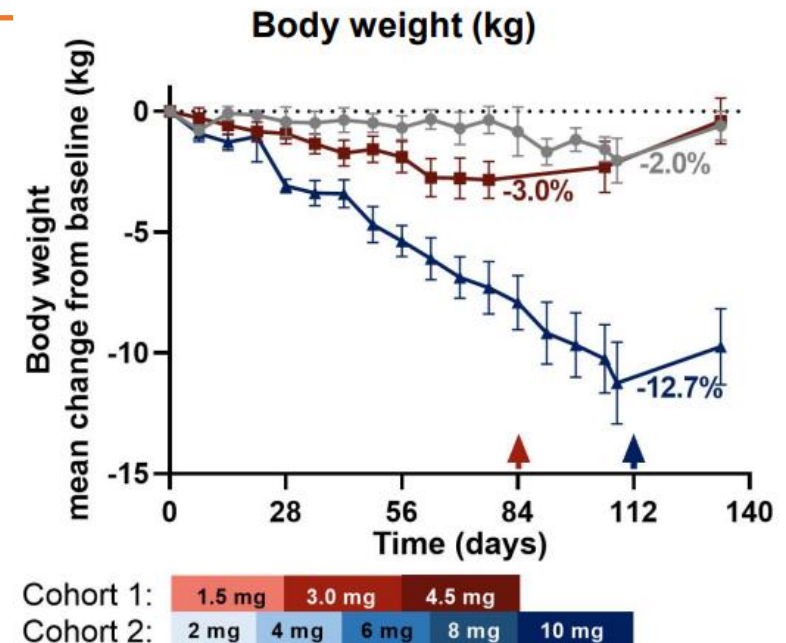 Body weight (kg)
Body weight
mean change from baseline (kg)
0
-5
-10
-15
-2.0%
-3.0%
-12.7%
0 28 56 84 112 140
Time (days)
Cohort 1: 1.5 mg 3.0 mg 4.5 mg
Cohort 2: 2 mg 4 mg 6 mg 8 mg 10 mg